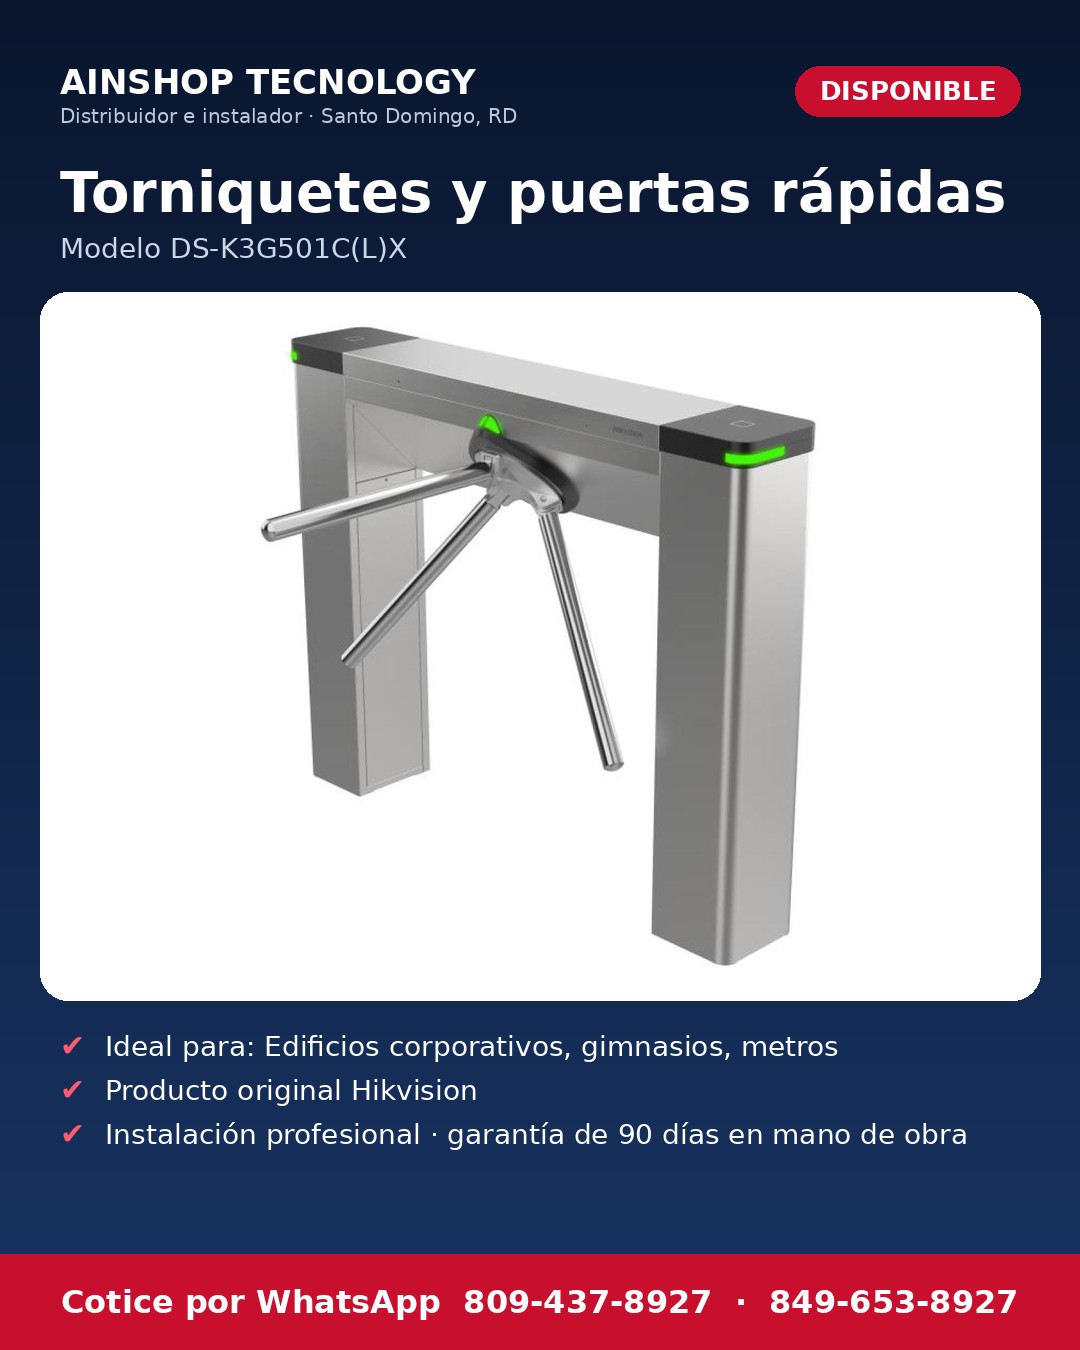 AINSHOP TECNOLOGY
DISPONIBLE
Distribuidor e instalador · Santo Domingo, RD
Torniquetes y puertas rápidas
Modelo DS-K3G501C(L)X
HIKVISION
✔ Ideal para: Edificios corporativos, gimnasios, metros
✔ Producto original Hikvision
✔ Instalación profesional · garantía de 90 días en mano de obra
Cotice por WhatsApp 809-437-8927 · 849-653-8927